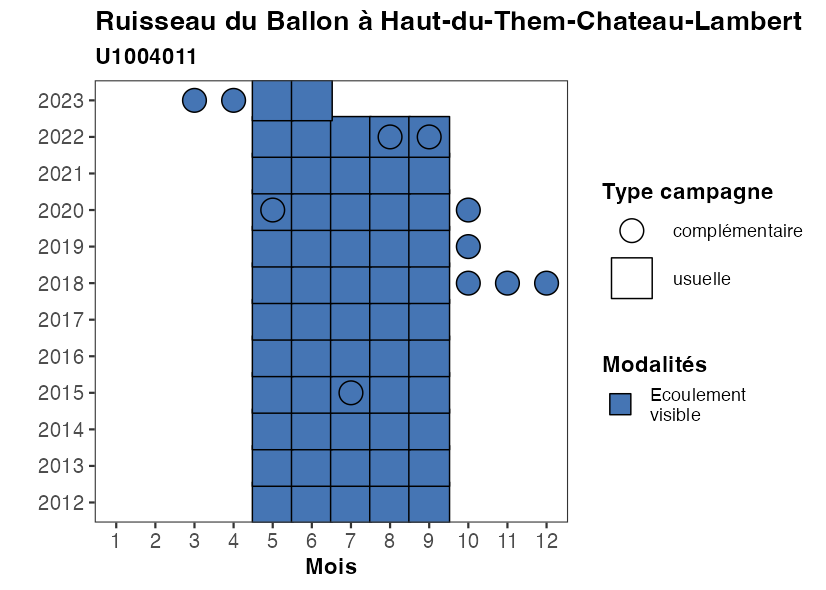 Ruisseau du Ballon à Haut-du-Them-Chateau-Lambert
U1004011
2023
2022
2021
2020
2019
2018
2017
2016
2015
2014
2013
2012
1 2 3 4 5 6 7 8 9 10 11 12
Mois
Type campagne
complémentaire
usuelle
Modalités
Ecoulement
visible